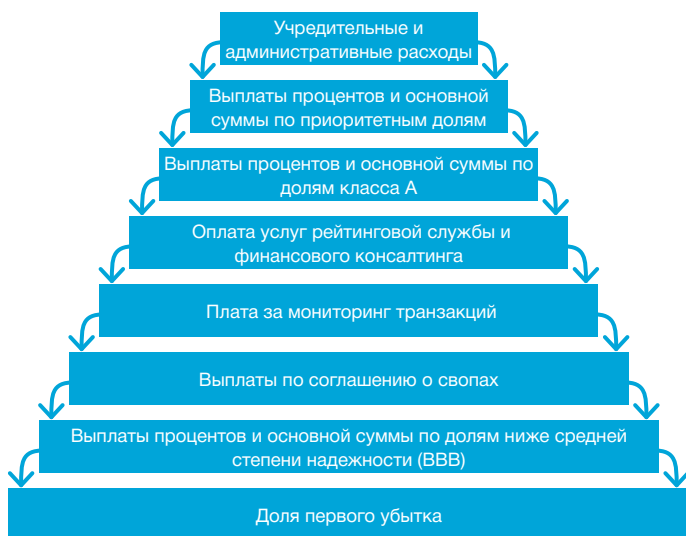 Учредительные и
административные расходы
Выплаты процентов и основной
суммы по приоритетным долям
Выплаты процентов и основной суммы по
долям класса А
Оплата услуг рейтинговой службы и
финансового консалтинга
Плата за мониторинг транзакций
Выплаты по соглашению о свопах
Выплаты процентов и основной суммы по долям ниже средней
степени надежности (BBB)
Доля первого убытка